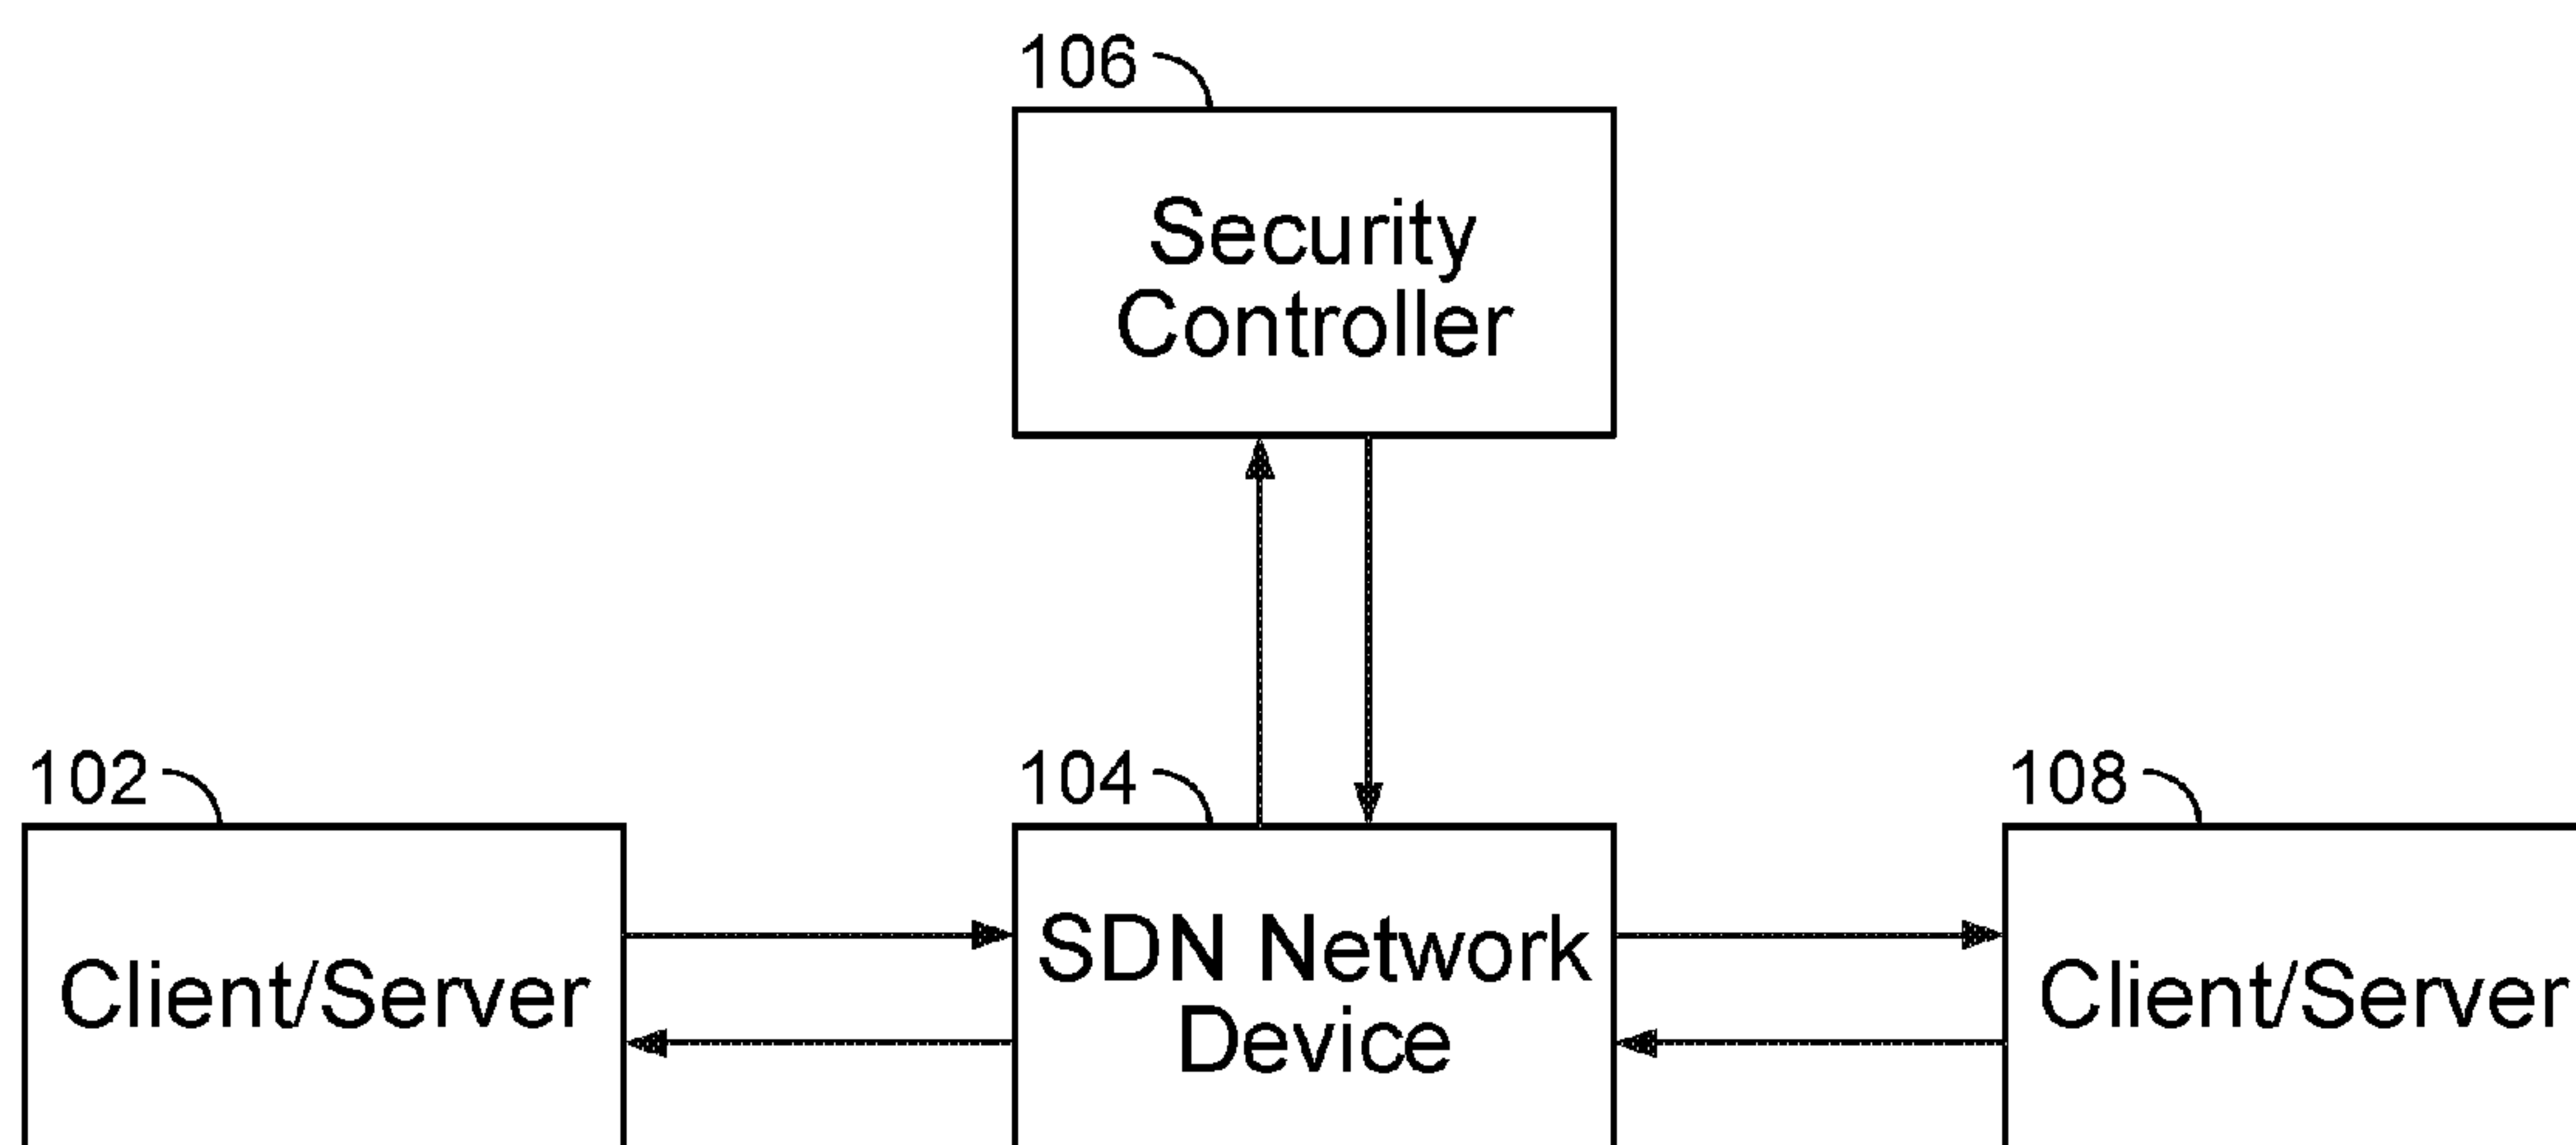 106
Security
Controller
102
104
108
Client/Server
SDN Network
Device
Client/Server